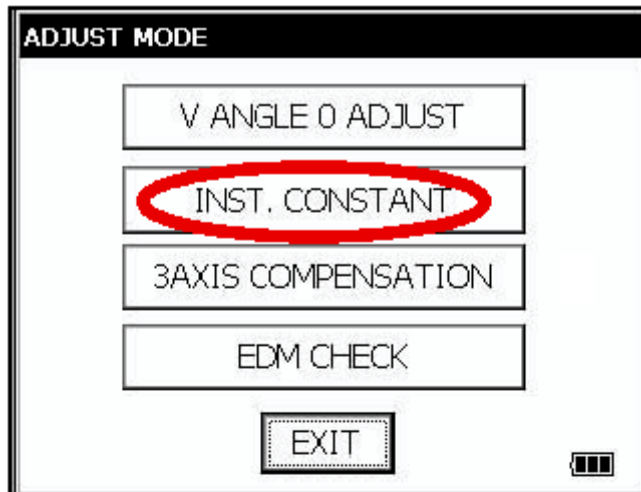 ADJUST MODE
V ANGLE 0 ADJUST
INST. CONSTANT
3AXIS COMPENSATION
EDM CHECK
EXIT